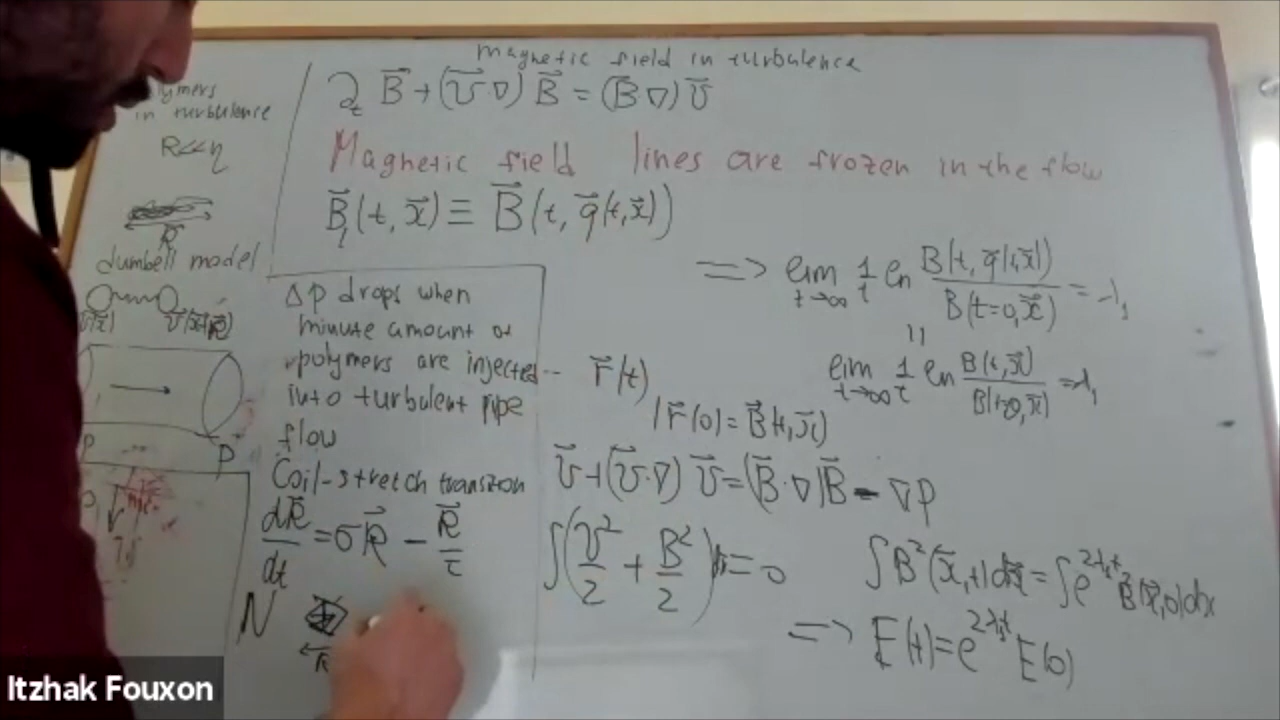 magnetic field in turbulence
∂_t B⃗ + (v⃗ ∇) B⃗ = (B⃗ ∇) v⃗
Magnetic field lines are frozen in the flow
B⃗₁(t, x⃗) ≡ B⃗(t, q⃗(t, x⃗))
=> lim t→∞ 1/t ln B(t, q⃗(t, x⃗)) / B(t=0, x⃗) = λ₁
lim t→∞ 1/t ln B(t, x⃗) / B(t=0, x⃗) = λ₁
in turbulence
R≪η
R
dumbell model
v⃗(x⃗) v⃗(x⃗+R⃗)
P P
Δp drops when
minute amount of
polymers are injected
into turbulent pipe
flow
Coil-stretch transition
dR⃗/dt = σR⃗ − R⃗/τ
N
r⃗(t)
r⃗(0) = B⃗(t, x⃗)
v⃗ + (v⃗·∇) v⃗ = (B⃗·∇)B⃗ - ∇p
∫(v²/2 + B²/2) = 0
∫B²(x⃗,t)dx⃗ = ∫e^{2λ₁t} B²(x⃗,0)dx
=> E(t) = e^{2λ₁t} E(0)
Itzhak Fouxon